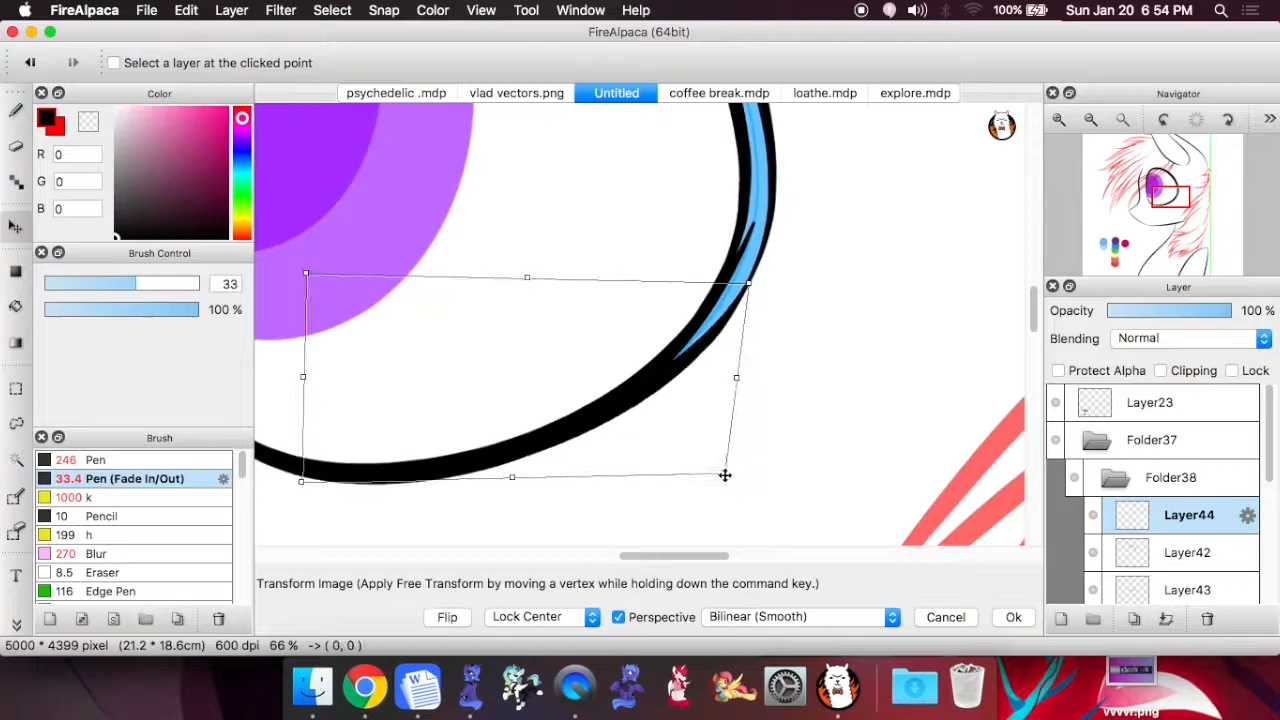 FireAlpaca File Edit Layer Filter Select Snap Color View Tool Window Help 100% Sun Jan 20 6:54 PM
FireAlpaca (64bit)
Select a layer at the clicked point
Color
psychedelic .mdp vlad vectors.png Untitled coffee break.mdp loathe.mdp explore.mdp
Navigator
R 0
G 0
B 0
Brush Control
33
100 %
Layer
Opacity 100 %
Blending Normal
Protect Alpha Clipping Lock
Layer23
Folder37
Folder38
Layer44
Layer42
Layer43
Brush
246 Pen
33.4 Pen (Fade In/Out)
1000 k
10 Pencil
199 h
270 Blur
8.5 Eraser
116 Edge Pen
T
Transform Image (Apply Free Transform by moving a vertex while holding down the command key.)
Flip Lock Center Perspective Bilinear (Smooth) Cancel Ok
5000 * 4399 pixel (21.2 * 18.6cm) 600 dpi 66 % ( 0, 0 )
W
vvvvr.png